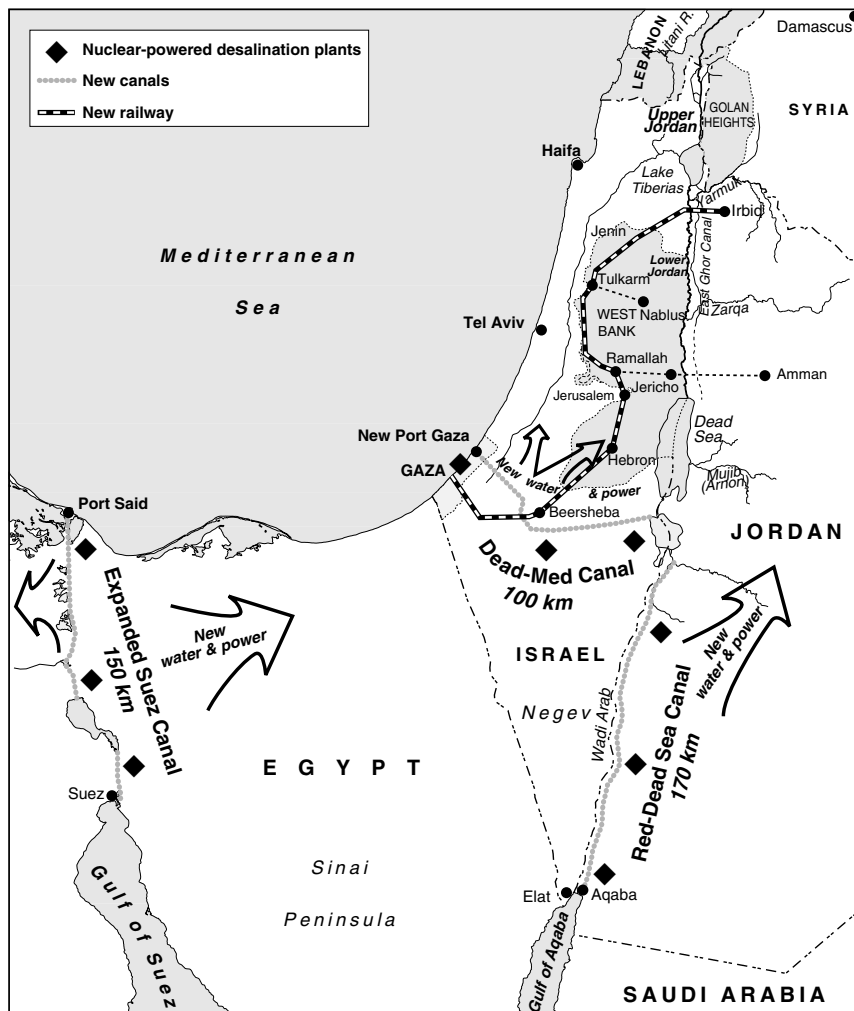 Nuclear-powered desalination plants
New canals
New railway
Damascus
LEBANON
Litani R.
SYRIA
GOLAN
HEIGHTS
Upper
Jordan
Haifa
Lake
Tiberias
Yarmuk
Irbid
Mediterranean
Sea
Jenin
Lower
Jordan
East Ghor Canal
Tulkarm
WEST
BANK
Nablus
Zarqa
Tel Aviv
Ramallah
Jericho
Amman
Jerusalem
Dead
Sea
New Port Gaza
GAZA
Hebron
New water
& power
Mujib
(Arnon)
Port Said
Beersheba
JORDAN
Dead-Med Canal
100 km
Expanded Suez Canal
150 km
New
water & power
New
water & power
ISRAEL
Negev
Wadi Arab
Red-Dead Sea Canal
170 km
EGYPT
Suez
Sinai
Peninsula
Elat
Aqaba
Gulf of Suez
Gulf of Aqaba
SAUDI ARABIA